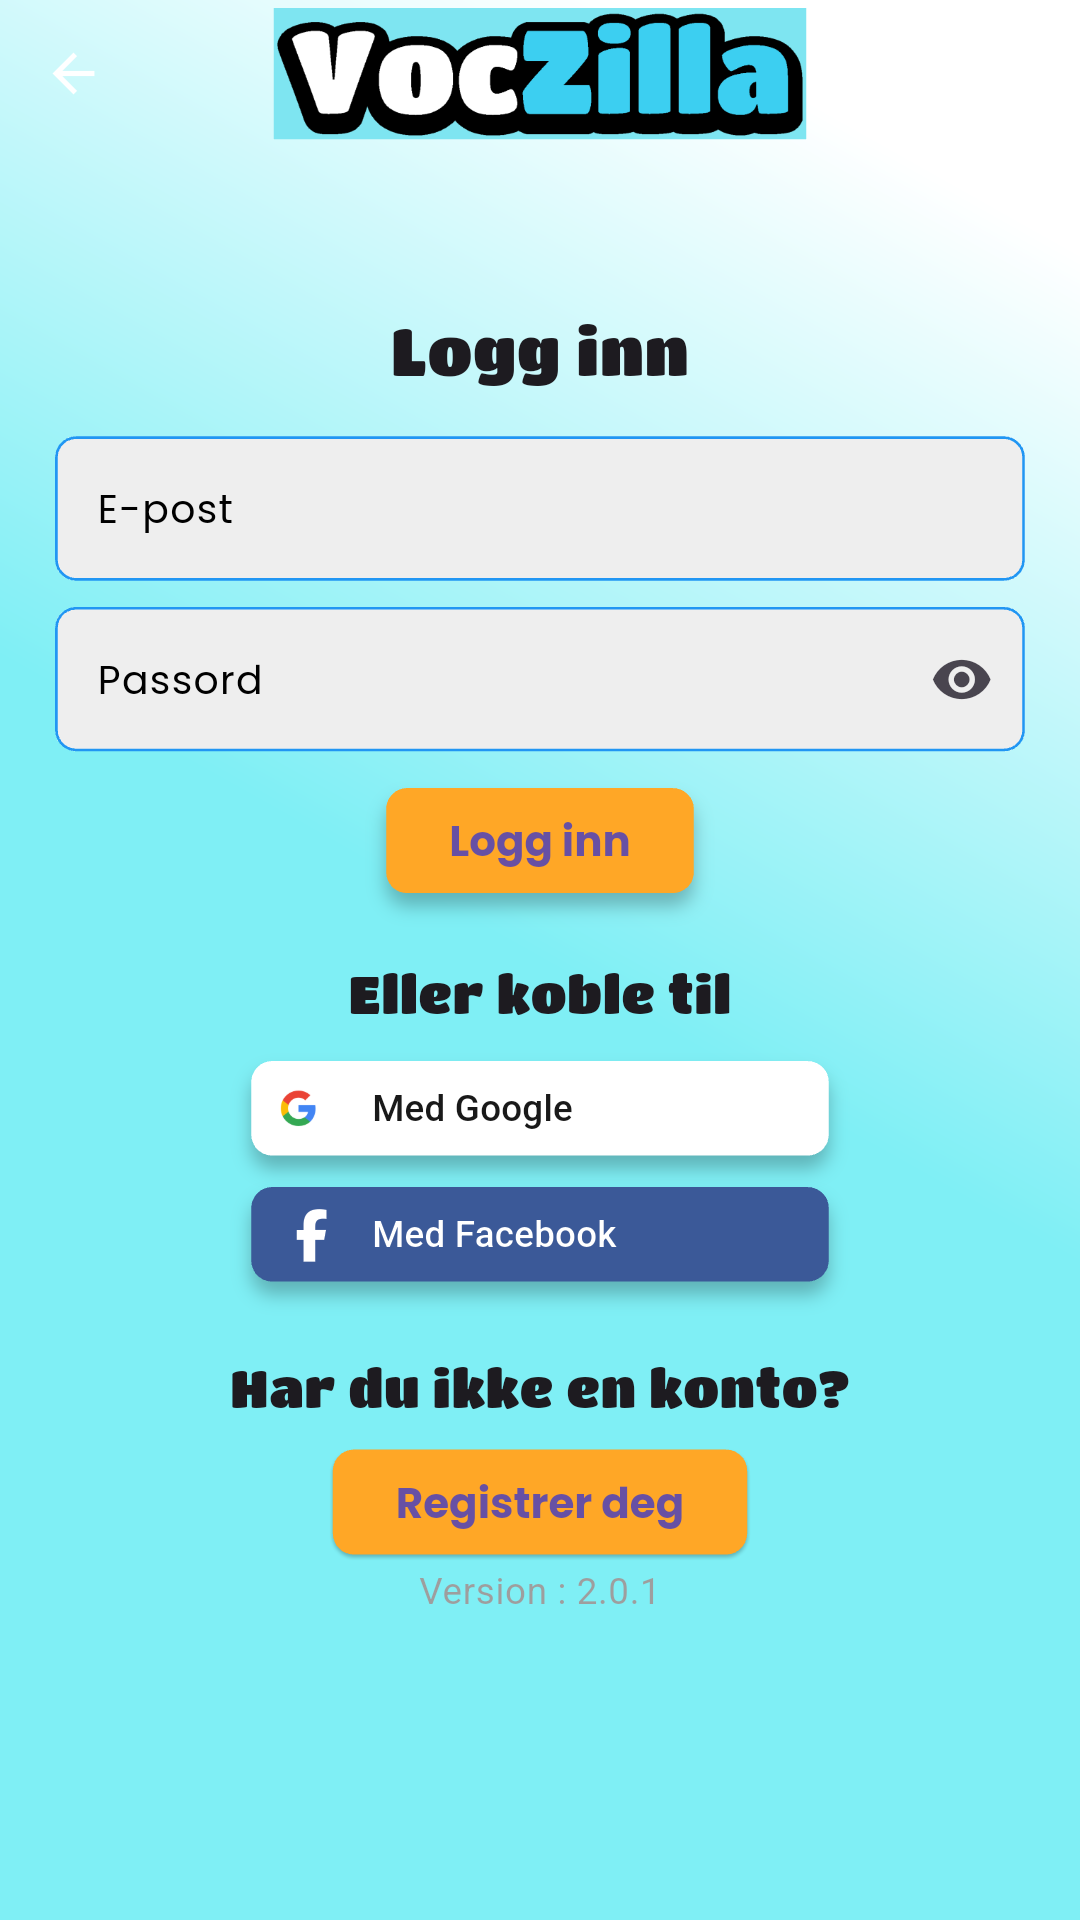 VocZilla
Logg inn
E-post
Passord
Logg inn
Eller koble til
Med Google
Med Facebook
Har du ikke en konto?
Registrer deg
Version : 2.0.1